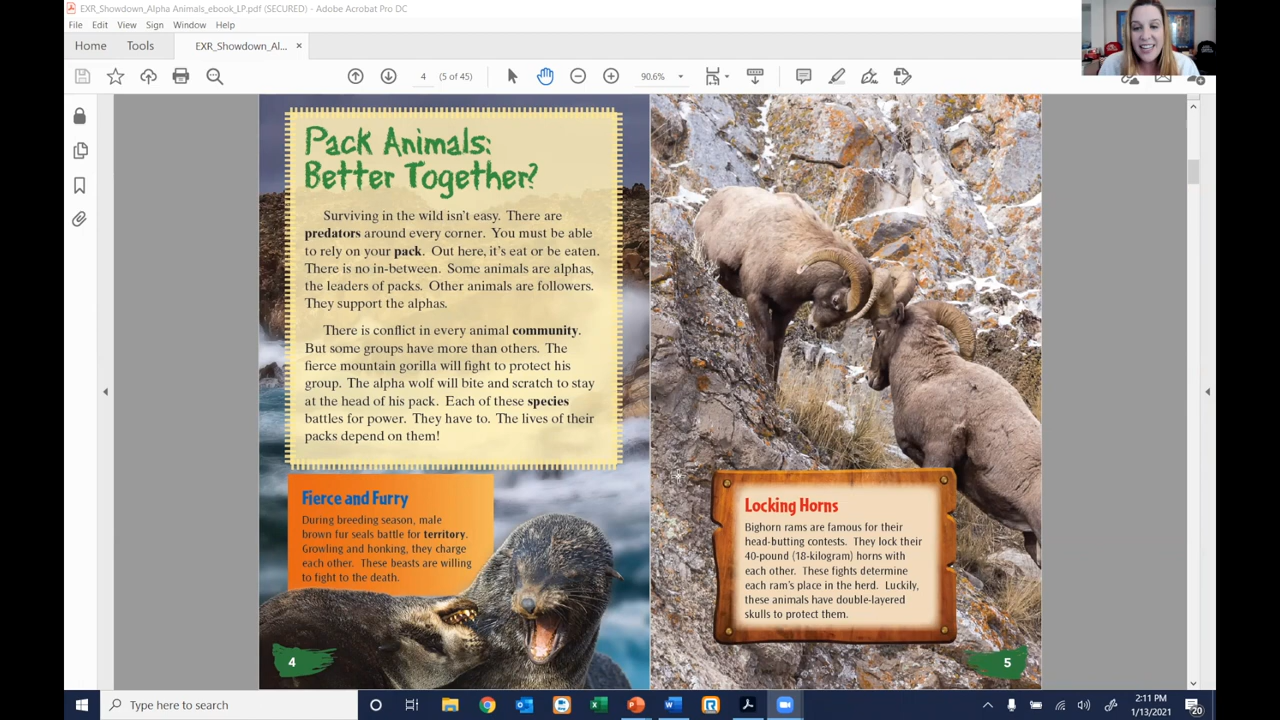 EXR_Showdown_Alpha Animals_ebook_LP.pdf (SECURED) - Adobe Acrobat Pro DC
File Edit View Sign Window Help
Home Tools EXR_Showdown_Al... ×
4 (5 of 45) 90.6%
Pack Animals:
Better Together?
Surviving in the wild isn't easy. There are
predators around every corner. You must be able
to rely on your pack. Out here, it's eat or be eaten.
There is no in-between. Some animals are alphas,
the leaders of packs. Other animals are followers.
They support the alphas.
There is conflict in every animal community.
But some groups have more than others. The
fierce mountain gorilla will fight to protect his
group. The alpha wolf will bite and scratch to stay
at the head of his pack. Each of these species
battles for power. They have to. The lives of their
packs depend on them!
Fierce and Furry
During breeding season, male
brown fur seals battle for territory.
Growling and honking, they charge
each other. These beasts are willing
to fight to the death.
4
Locking Horns
Bighorn rams are famous for their
head-butting contests. They lock their
40-pound (18-kilogram) horns with
each other. These fights determine
each ram's place in the herd. Luckily,
these animals have double-layered
skulls to protect them.
5
Type here to search
2:11 PM
1/13/2021
20